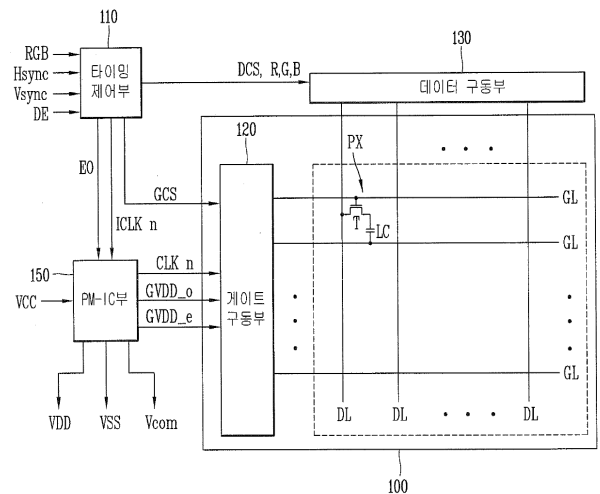 110
RGB
Hsync
Vsync
DE
타이밍
제어부
DCS, R,G,B
130
데이터 구동부
120
PX
EO
GCS
ICLK n
GL
T
LC
GL
150
VCC
PM-IC부
CLK n
GVDD_o
GVDD_e
게이트
구동부
GL
VDD
VSS
Vcom
DL
DL
DL
100